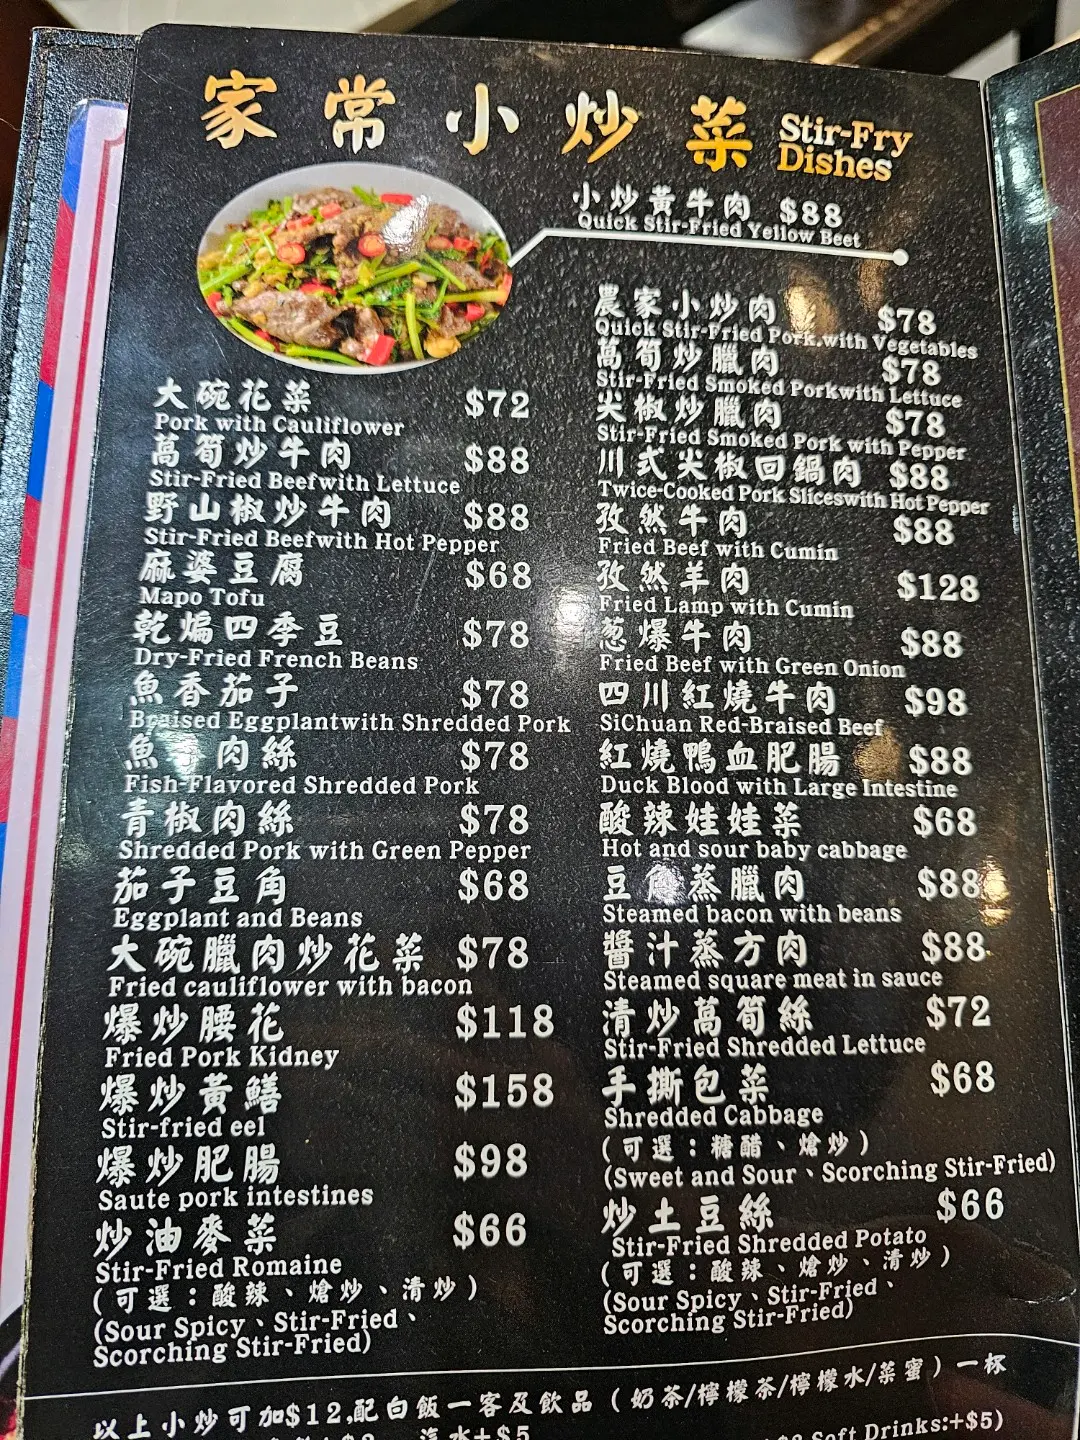 家常小炒菜
Stir-Fry
Dishes
小炒黃牛肉 $88
Quick Stir-Fried Yellow Beet
大碗花菜 $72
Pork with Cauliflower
萵筍炒牛肉 $88
Stir-Fried Beefwith Lettuce
野山椒炒牛肉 $88
Stir-Fried Beefwith Hot Pepper
麻婆豆腐 $68
Mapo Tofu
乾煸四季豆 $78
Dry-Fried French Beans
魚香茄子 $78
Braised Eggplantwith Shredded Pork
魚 肉絲 $78
Fish-Flavored Shredded Pork
青椒肉絲 $78
Shredded Pork with Green Pepper
茄子豆角 $68
Eggplant and Beans
大碗臘肉炒花菜 $78
Fried cauliflower with bacon
爆炒腰花 $118
Fried Pork Kidney
爆炒黃鱔 $158
Stir-fried eel
爆炒肥腸 $98
Saute pork intestines
炒油麥菜 $66
Stir-Fried Romaine
(可選：酸辣、熗炒、清炒)
(Sour Spicy、Stir-Fried、
Scorching Stir-Fried)
農家小炒肉 $78
Quick Stir-Fried Pork.with Vegetables
萵筍炒臘肉 $78
Stir-Fried Smoked Porkwith Lettuce
尖椒炒臘肉 $78
Stir-Fried Smoked Pork with Pepper
川式尖椒回鍋肉 $88
Twice-Cooked Pork Sliceswith Hot Pepper
孜然牛肉 $88
Fried Beef with Cumin
孜然羊肉 $128
Fried Lamp with Cumin
葱爆牛肉 $88
Fried Beef with Green Onion
四川紅燒牛肉 $98
SiChuan Red-Braised Beef
紅燒鴨血肥腸 $88
Duck Blood with Large Intestine
酸辣娃娃菜 $68
Hot and sour baby cabbage
豆角蒸臘肉 $88
Steamed bacon with beans
醬汁蒸方肉 $88
Steamed square meat in sauce
清炒萵筍絲 $72
Stir-Fried Shredded Lettuce
手撕包菜 $68
Shredded Cabbage
(可選：糖醋、熗炒)
(Sweet and Sour、Scorching Stir-Fried)
炒土豆絲 $66
Stir-Fried Shredded Potato
(可選：酸辣、熗炒、清炒)
(Sour Spicy、Stir-Fried、
Scorching Stir-Fried)
以上小炒可加$12,配白飯一客及飲品(奶茶/檸檬茶/檸檬水/菜蜜)一杯
汽水+$5
Soft Drinks:+$5)